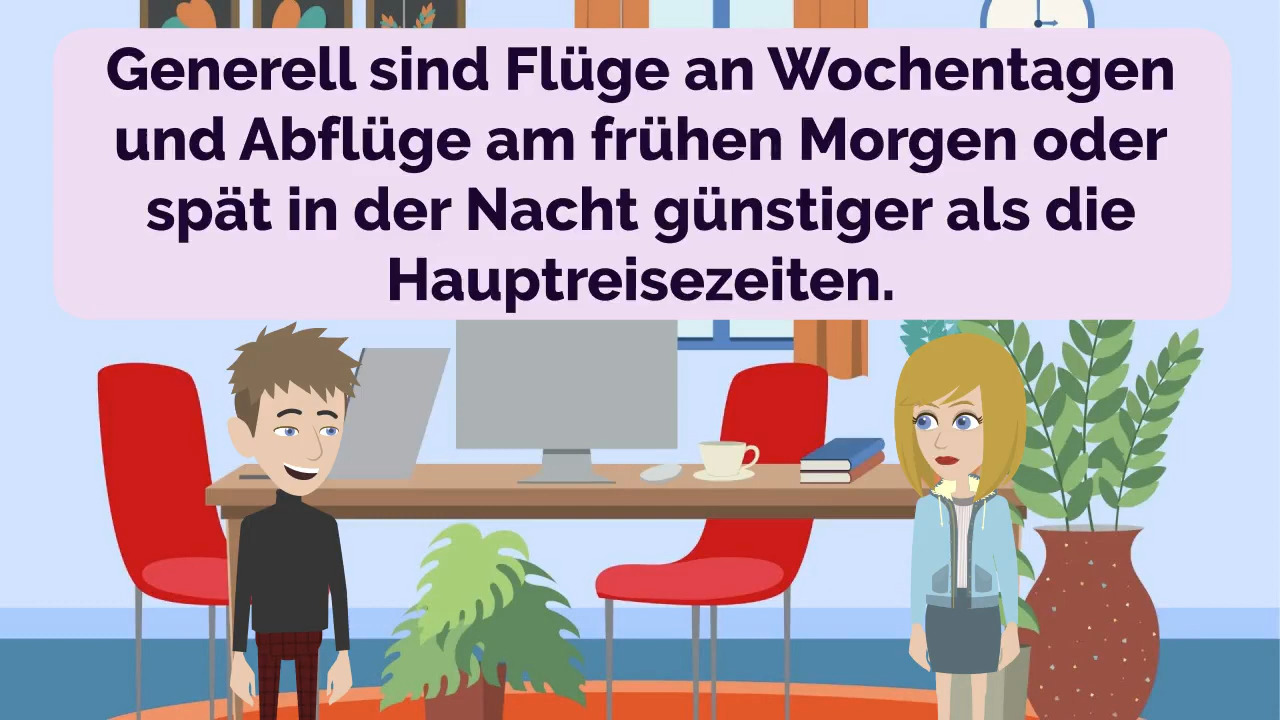 Generell sind Flüge an Wochentagen
und Abflüge am frühen Morgen oder
spät in der Nacht günstiger als die
Hauptreisezeiten.